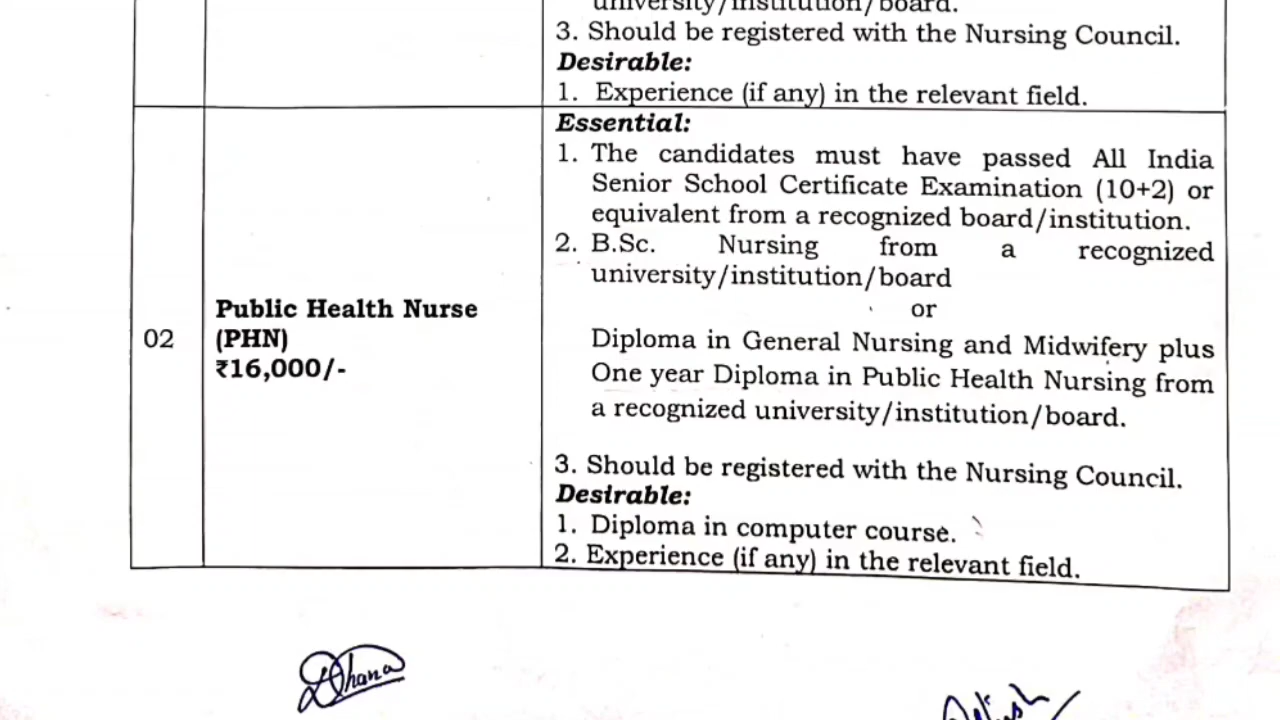 university/institution/board.
3. Should be registered with the Nursing Council.
Desirable:
1. Experience (if any) in the relevant field.
02
Public Health Nurse
(PHN)
₹16,000/-
Essential:
1. The candidates must have passed All India
Senior School Certificate Examination (10+2) or
equivalent from a recognized board/institution.
2. B.Sc. Nursing from a recognized
university/institution/board
or
Diploma in General Nursing and Midwifery plus
One year Diploma in Public Health Nursing from
a recognized university/institution/board.
3. Should be registered with the Nursing Council.
Desirable:
1. Diploma in computer course.
2. Experience (if any) in the relevant field.
Dhana